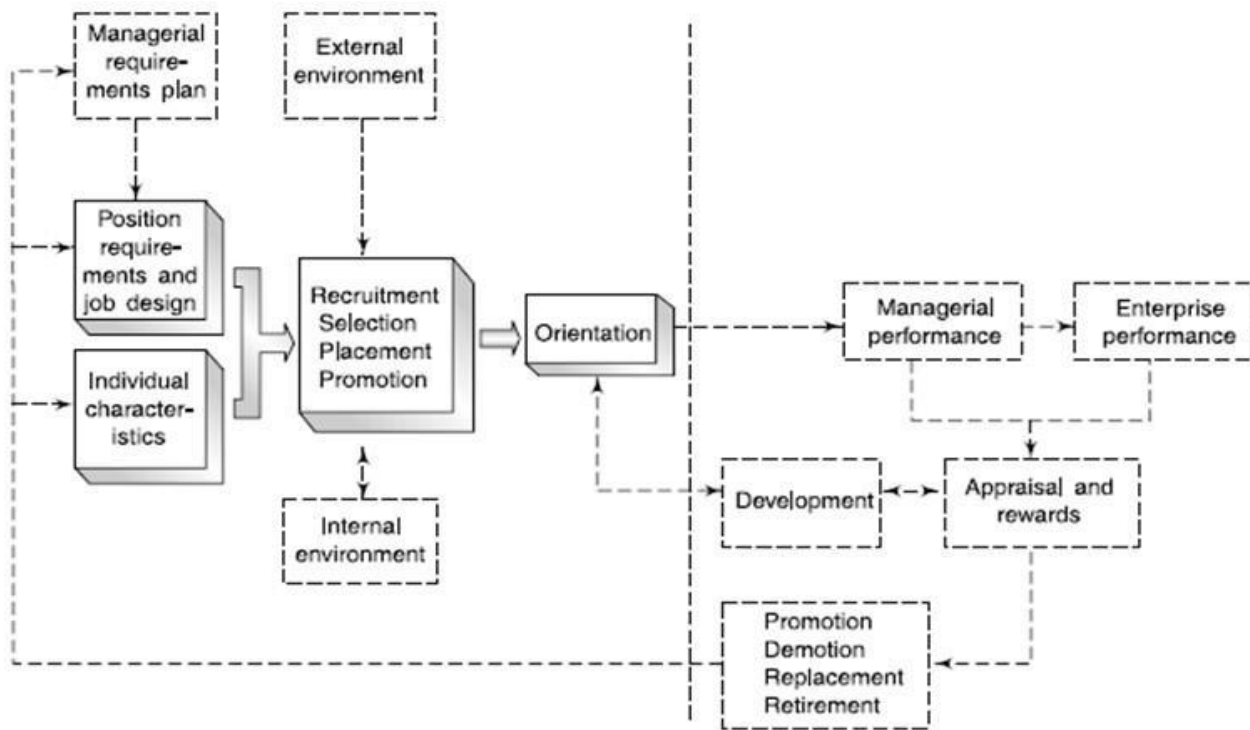 Managerial
require-
ments plan
External
environment
Position
require-
ments and
job design
Recruitment
Selection
Placement
Promotion
Orientation
Managerial
performance
Enterprise
performance
Individual
character-
istics
Internal
environment
Development
Appraisal and
rewards
Promotion
Demotion
Replacement
Retirement